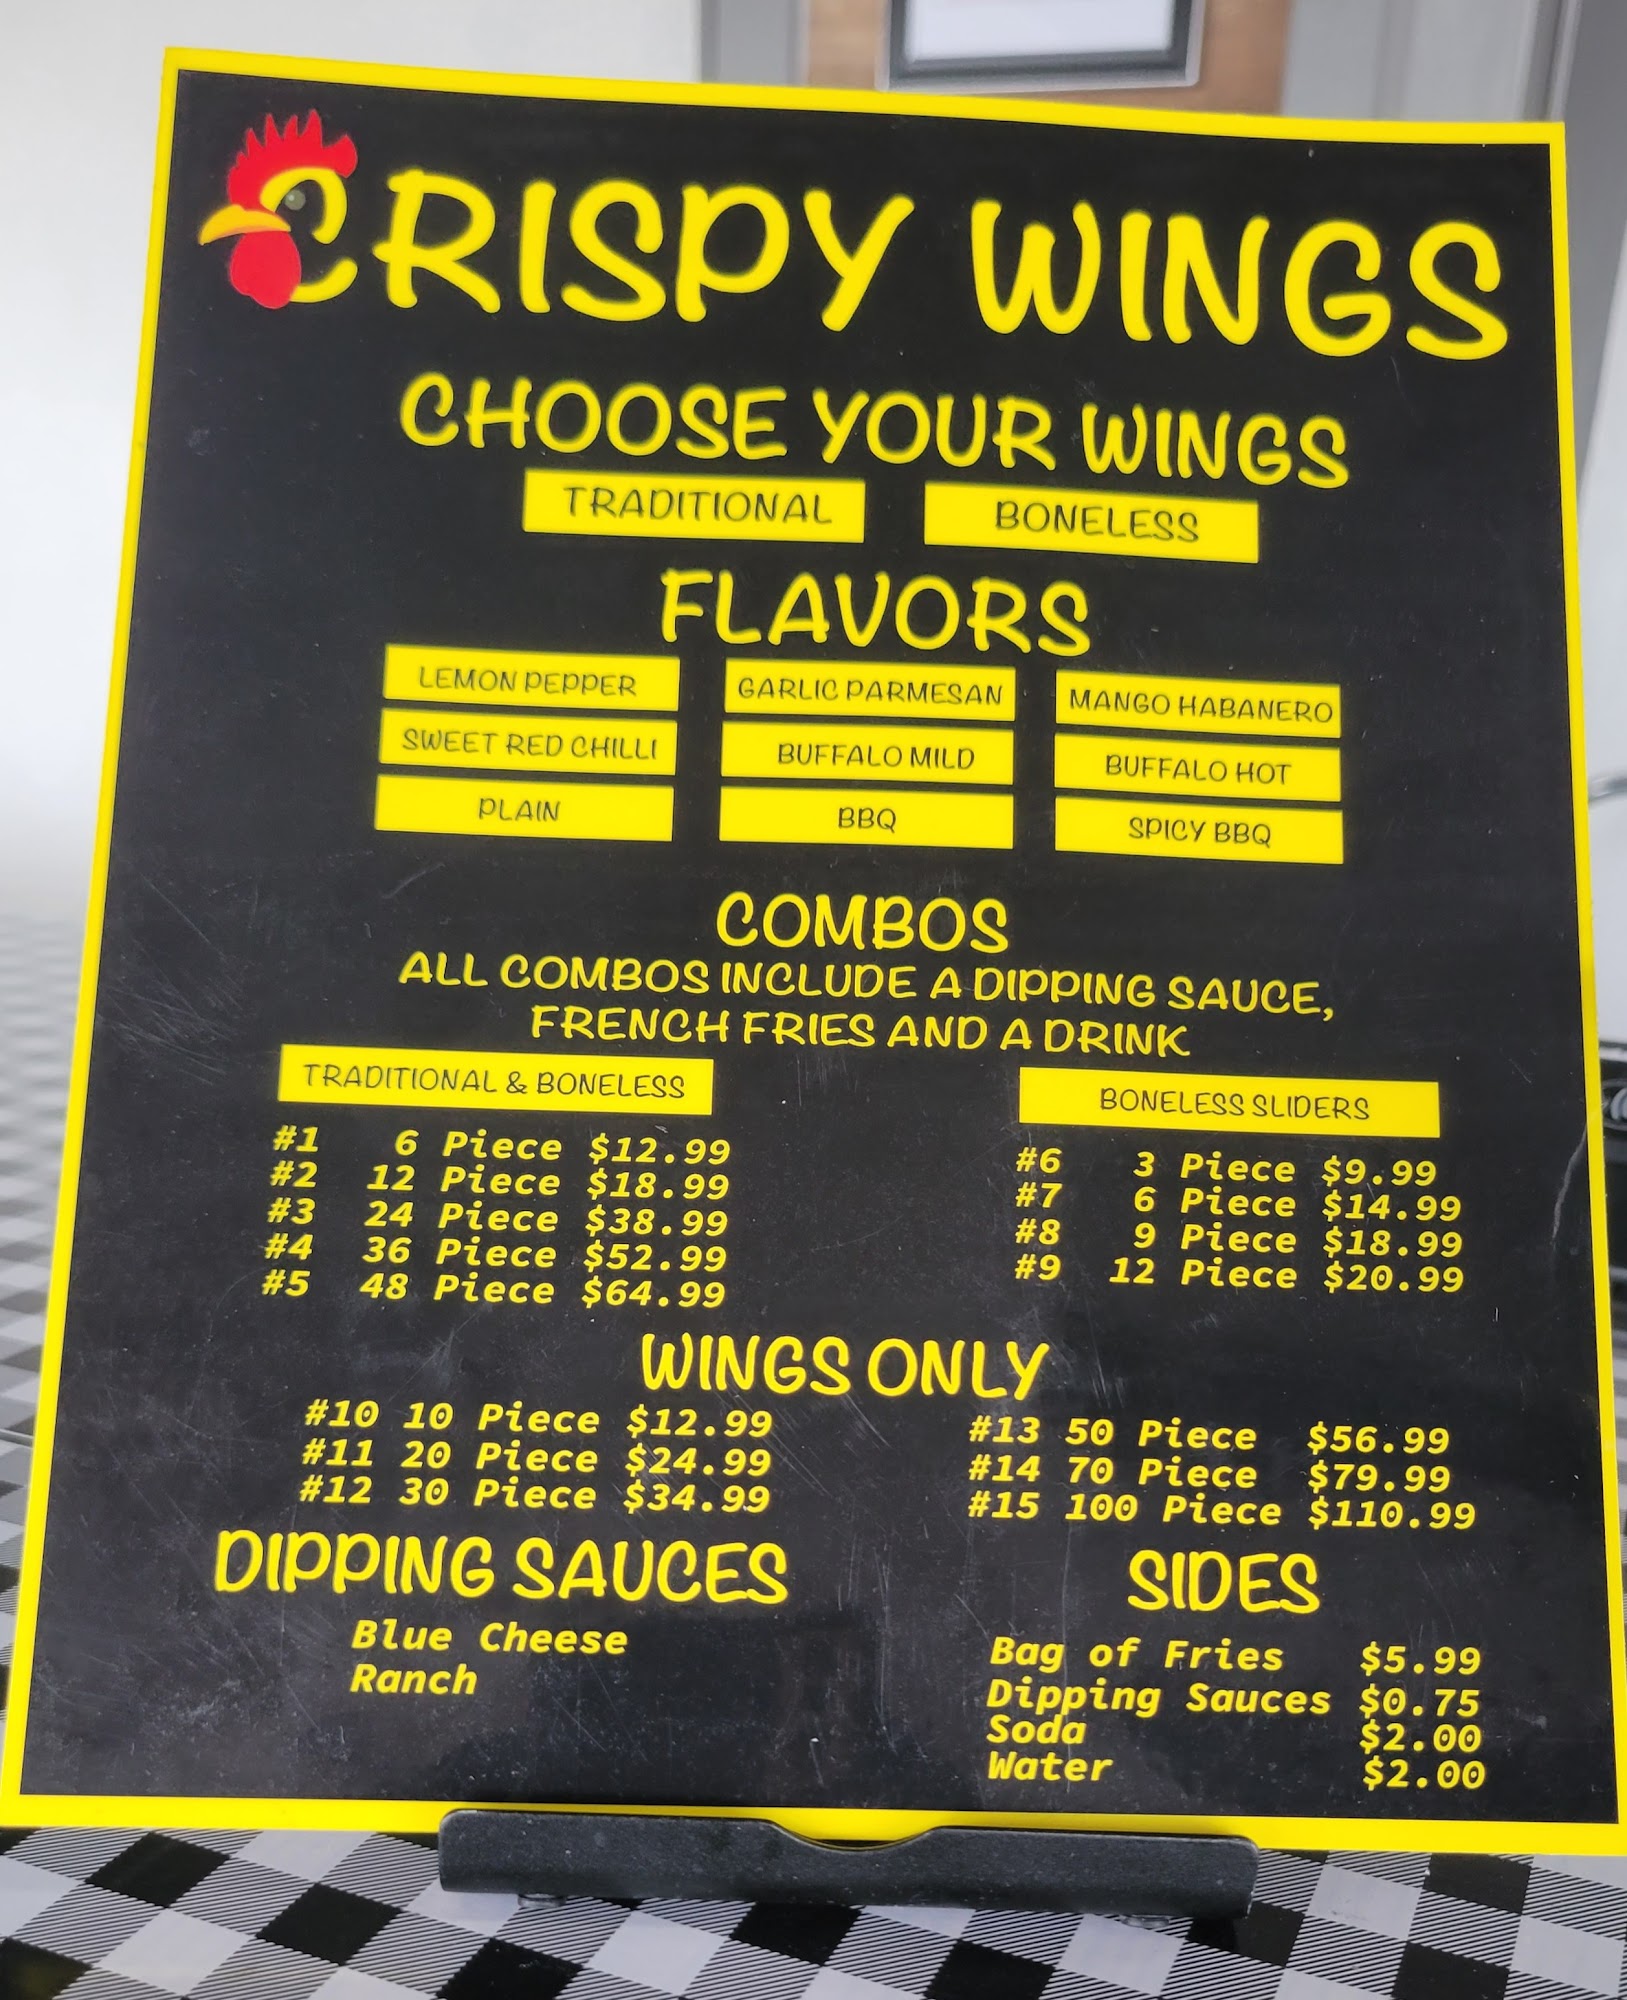 CRISPY WINGS
CHOOSE YOUR WINGS
TRADITIONAL BONELESS
FLAVORS
LEMON PEPPER GARLIC PARMESAN MANGO HABANERO
SWEET RED CHILLI BUFFALO MILD BUFFALO HOT
PLAIN BBQ SPICY BBQ
COMBOS
ALL COMBOS INCLUDE A DIPPING SAUCE,
FRENCH FRIES AND A DRINK
TRADITIONAL & BONELESS
#1 6 Piece $12.99
#2 12 Piece $18.99
#3 24 Piece $38.99
#4 36 Piece $52.99
#5 48 Piece $64.99
BONELESS SLIDERS
#6 3 Piece $9.99
#7 6 Piece $14.99
#8 9 Piece $18.99
#9 12 Piece $20.99
WINGS ONLY
#10 10 Piece $12.99
#11 20 Piece $24.99
#12 30 Piece $34.99
#13 50 Piece $56.99
#14 70 Piece $79.99
#15 100 Piece $110.99
DIPPING SAUCES
Blue Cheese
Ranch
SIDES
Bag of Fries $5.99
Dipping Sauces $0.75
Soda $2.00
Water $2.00